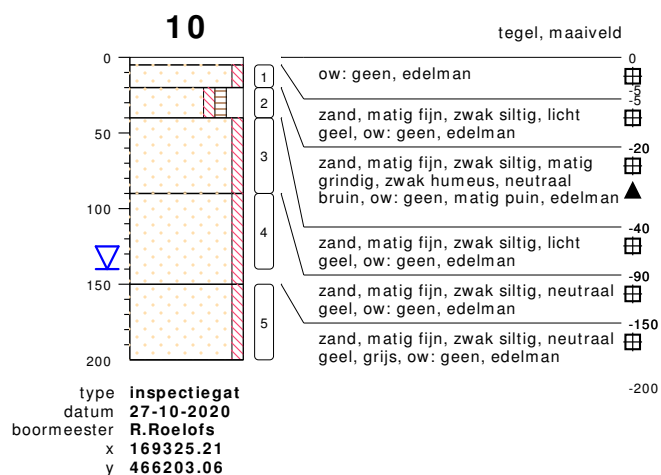 10
tegel, maaiveld
0
50
100
150
200
1
2
3
4
5
0
ow: geen, edelman
-5
-5
zand, matig fijn, zwak siltig, licht
geel, ow: geen, edelman
-20
zand, matig fijn, zwak siltig, matig
grindig, zwak humeus, neutraal
bruin, ow: geen, matig puin, edelman
-40
zand, matig fijn, zwak siltig, licht
geel, ow: geen, edelman
-90
zand, matig fijn, zwak siltig, neutraal
geel, ow: geen, edelman
-150
zand, matig fijn, zwak siltig, neutraal
geel, grijs, ow: geen, edelman
-200
type inspectiegat
datum 27-10-2020
boormeester R.Roelofs
x 169325.21
y 466203.06